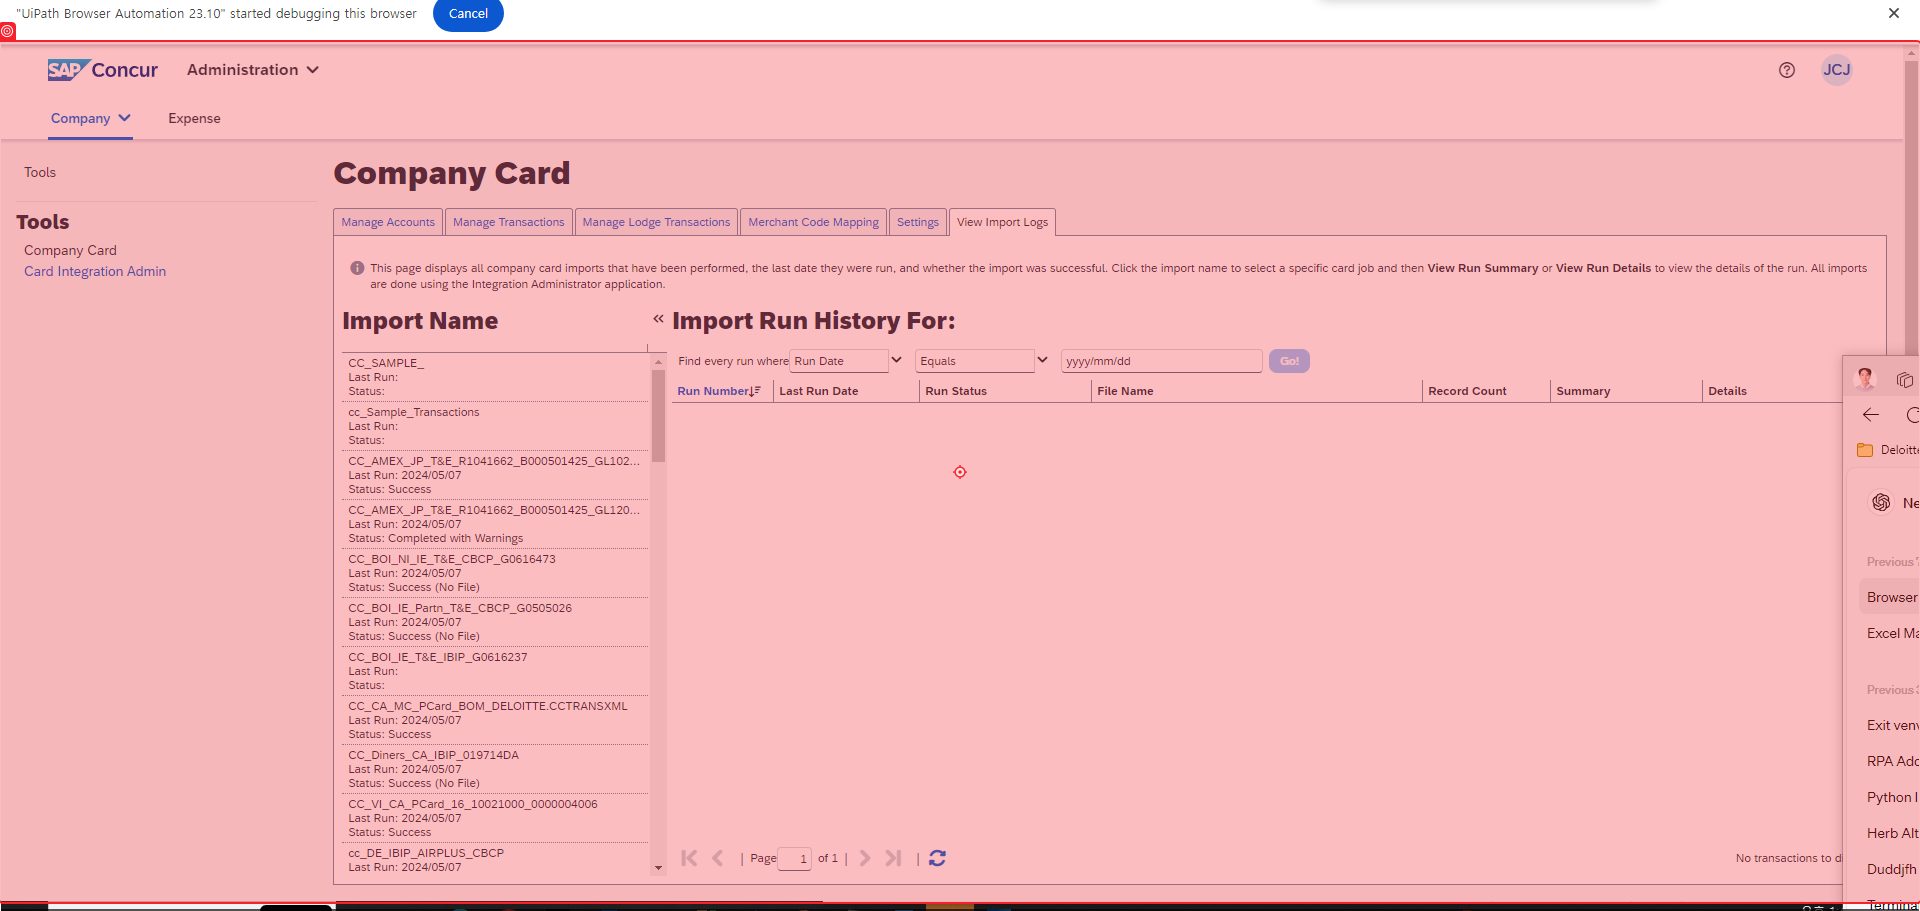 "UiPath Browser Automation 23.10" started debugging this browser
Cancel
SAP Concur
Administration
JCJ
Company
Expense
Tools
Tools
Company Card
Card Integration Admin
Company Card
Manage Accounts
Manage Transactions
Manage Lodge Transactions
Merchant Code Mapping
Settings
View Import Logs
This page displays all company card imports that have been performed, the last date they were run, and whether the import was successful. Click the import name to select a specific card job and then View Run Summary or View Run Details to view the details of the run. All imports
are done using the Integration Administrator application.
Import Name
CC_SAMPLE_
Last Run:
Status:
cc_Sample_Transactions
Last Run:
Status:
CC_AMEX_JP_T&E_R1041662_B000501425_GL102...
Last Run: 2024/05/07
Status: Success
CC_AMEX_JP_T&E_R1041662_B000501425_GL120...
Last Run: 2024/05/07
Status: Completed with Warnings
CC_BOI_NI_IE_T&E_CBCP_G0616473
Last Run: 2024/05/07
Status: Success (No File)
CC_BOI_IE_Partn_T&E_CBCP_G0505026
Last Run: 2024/05/07
Status: Success (No File)
CC_BOI_IE_T&E_IBIP_G0616237
Last Run:
Status:
CC_CA_MC_PCard_BOM_DELOITTE.CCTRANSXML
Last Run: 2024/05/07
Status: Success
CC_Diners_CA_IBIP_019714DA
Last Run: 2024/05/07
Status: Success (No File)
CC_VI_CA_PCard_16_10021000_0000004006
Last Run: 2024/05/07
Status: Success
cc_DE_IBIP_AIRPLUS_CBCP
Last Run: 2024/05/07
Import Run History For:
Find every run where Run Date Equals yyyy/mm/dd Go!
Run Number Last Run Date Run Status File Name Record Count Summary Details
| Page 1 of 1 | |
No transactions to di
Deloitte
Ne
Previous 7
Browser
Excel Ma
Previous 3
Exit venv
RPA Add
Python I
Herb Alt
Duddjfh
Termina